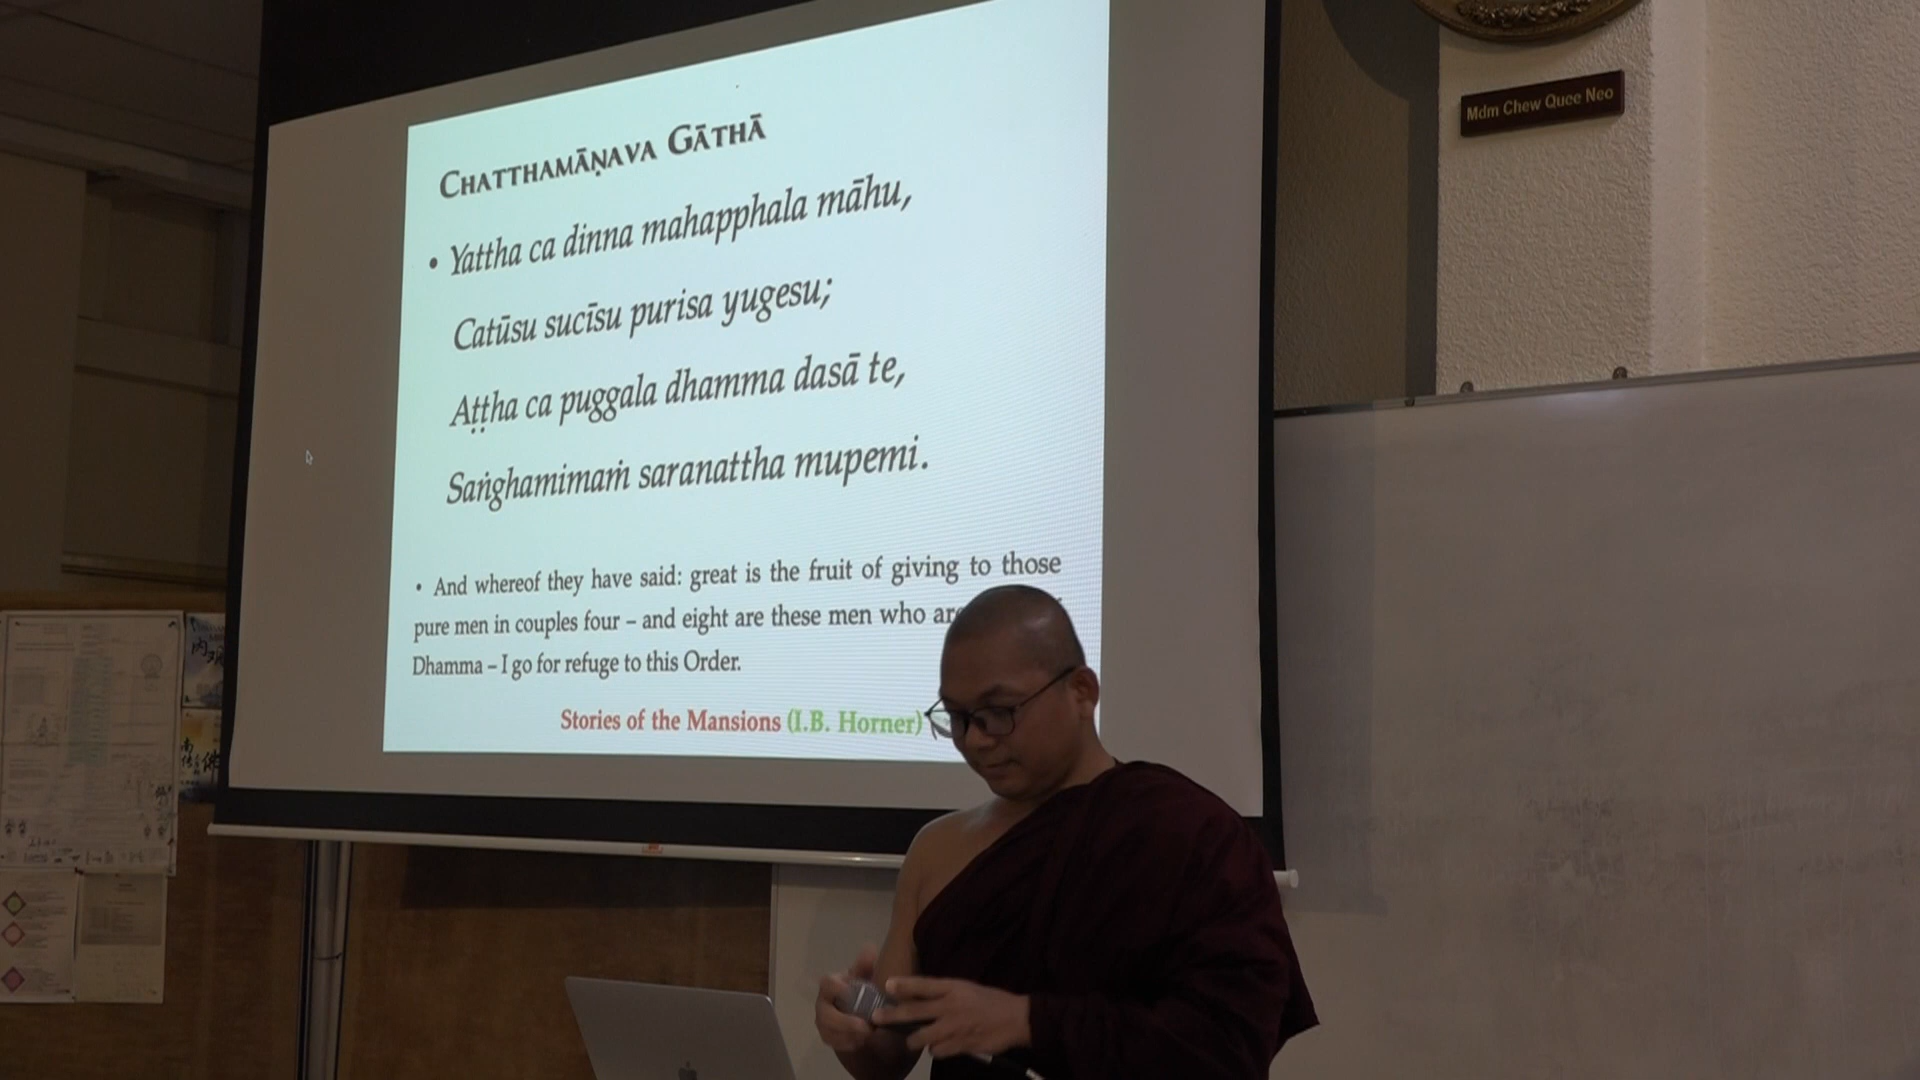 CHATTHAMĀṆAVA GĀTHĀ
• Yattha ca dinna mahapphala māhu,
Catūsu sucīsu purisa yugesu;
Aṭṭha ca puggala dhamma dasā te,
Saṅghamimaṁ saranattha mupemi.
• And whereof they have said: great is the fruit of giving to those
pure men in couples four – and eight are these men who are
Dhamma – I go for refuge to this Order.
Stories of the Mansions (I.B. Horner)
Mdm Chew Quee Neo